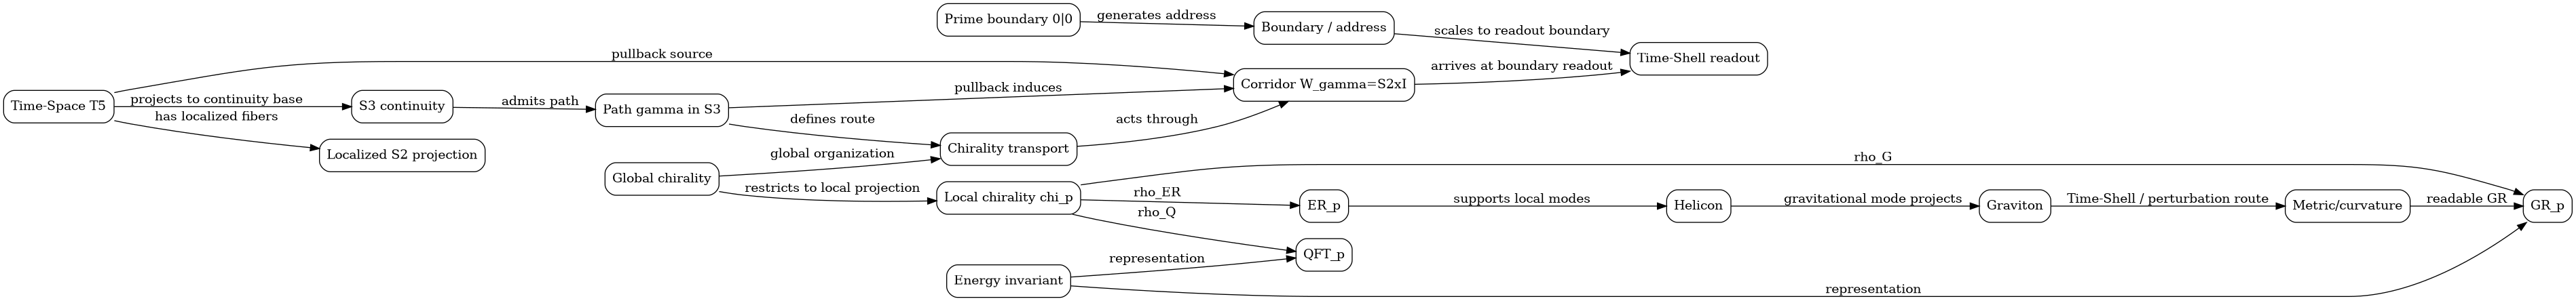 Prime boundary 0|0
generates address
Boundary / address
scales to readout boundary
Time-Shell readout
pullback source
Time-Space T5
projects to continuity base
S3 continuity
admits path
Path gamma in S3
pullback induces
Corridor W_gamma=S2xI
arrives at boundary readout
has localized fibers
Localized S2 projection
defines route
Chirality transport
acts through
global organization
Global chirality
restricts to local projection
Local chirality chi_p
rho_G
rho_ER
ER_p
supports local modes
Helicon
gravitational mode projects
Graviton
Time-Shell / perturbation route
Metric/curvature
readable GR
GR_p
rho_Q
QFT_p
Energy invariant
representation
representation